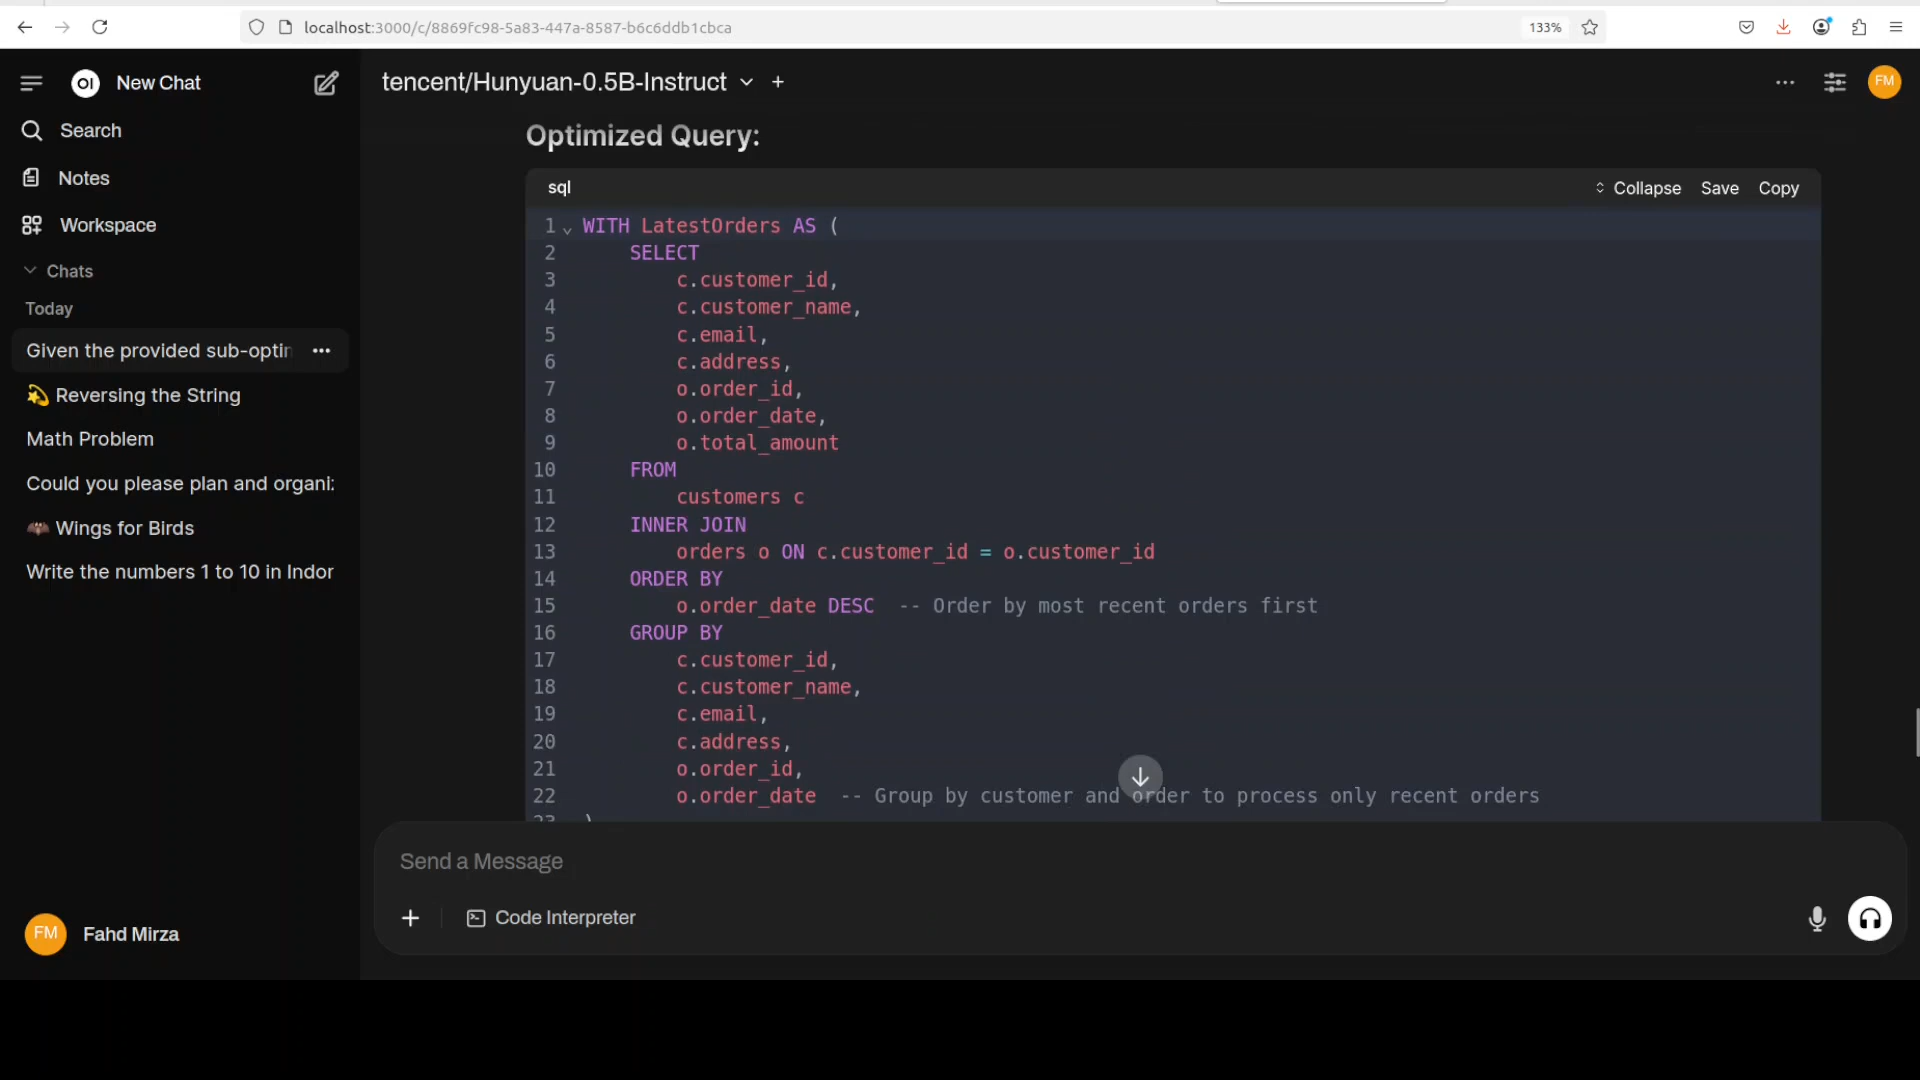 localhost:3000/c/8869fc98-5a83-447a-8587-b6c6ddb1cbca
133%
OI New Chat
Search
Notes
Workspace
Chats
Today
Given the provided sub-optin
Reversing the String
Math Problem
Could you please plan and organiz
Wings for Birds
Write the numbers 1 to 10 in Indor
FM Fahd Mirza
tencent/Hunyuan-0.5B-Instruct
FM
Optimized Query:
sql
Collapse Save Copy
1 WITH LatestOrders AS (
2 SELECT
3 c.customer_id,
4 c.customer_name,
5 c.email,
6 c.address,
7 o.order_id,
8 o.order_date,
9 o.total_amount
10 FROM
11 customers c
12 INNER JOIN
13 orders o ON c.customer_id = o.customer_id
14 ORDER BY
15 o.order_date DESC -- Order by most recent orders first
16 GROUP BY
17 c.customer_id,
18 c.customer_name,
19 c.email,
20 c.address,
21 o.order_id,
22 o.order_date -- Group by customer and order to process only recent orders
23 )
Send a Message
Code Interpreter